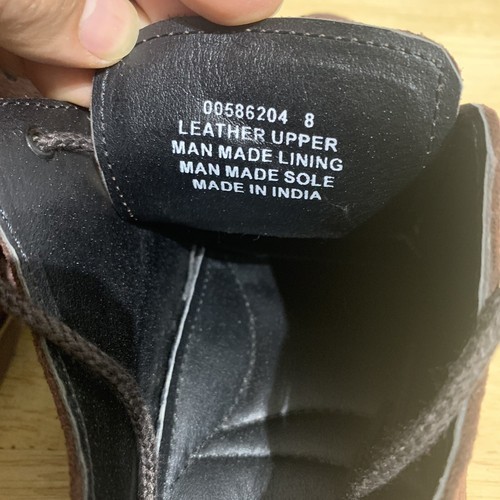 00586204 8
LEATHER UPPER
MAN MADE LINING
MAN MADE SOLE
MADE IN INDIA